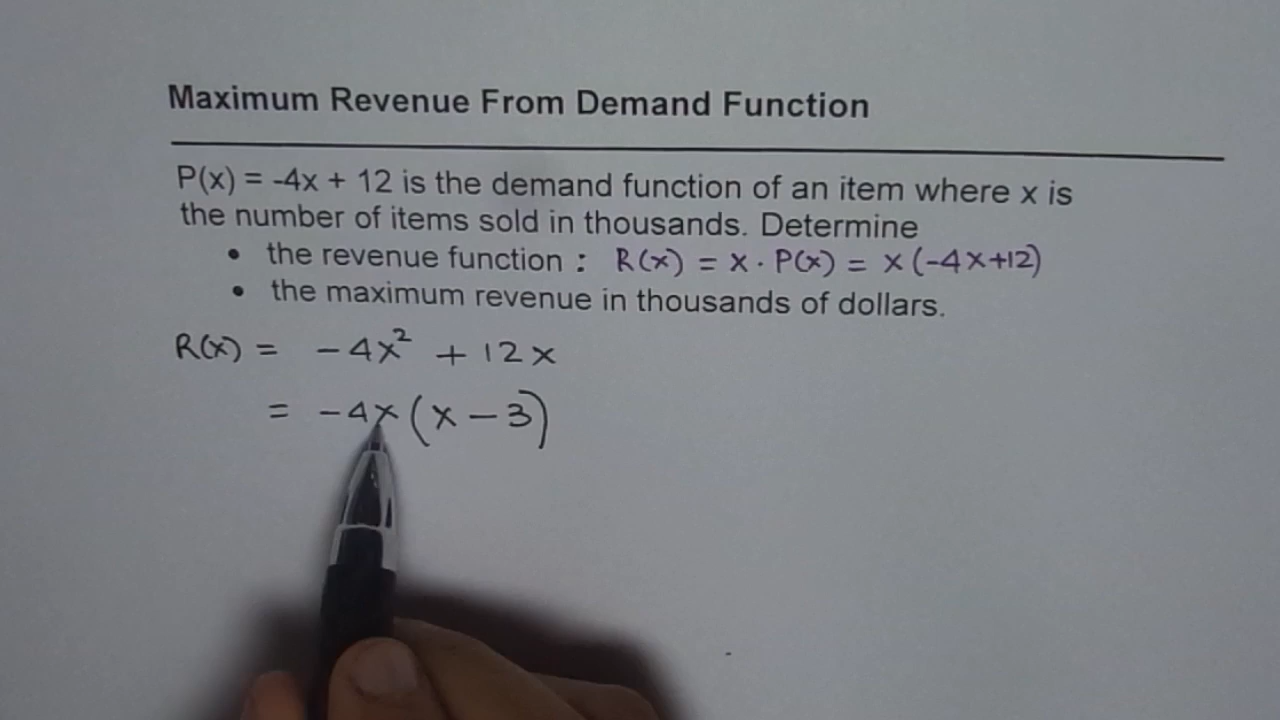 Maximum Revenue From Demand Function
P(x) = -4x + 12 is the demand function of an item where x is
the number of items sold in thousands. Determine
• the revenue function : R(x) = x · P(x) = x (-4x+12)
• the maximum revenue in thousands of dollars.
R(x) = -4x² + 12x
= -4x (x - 3)